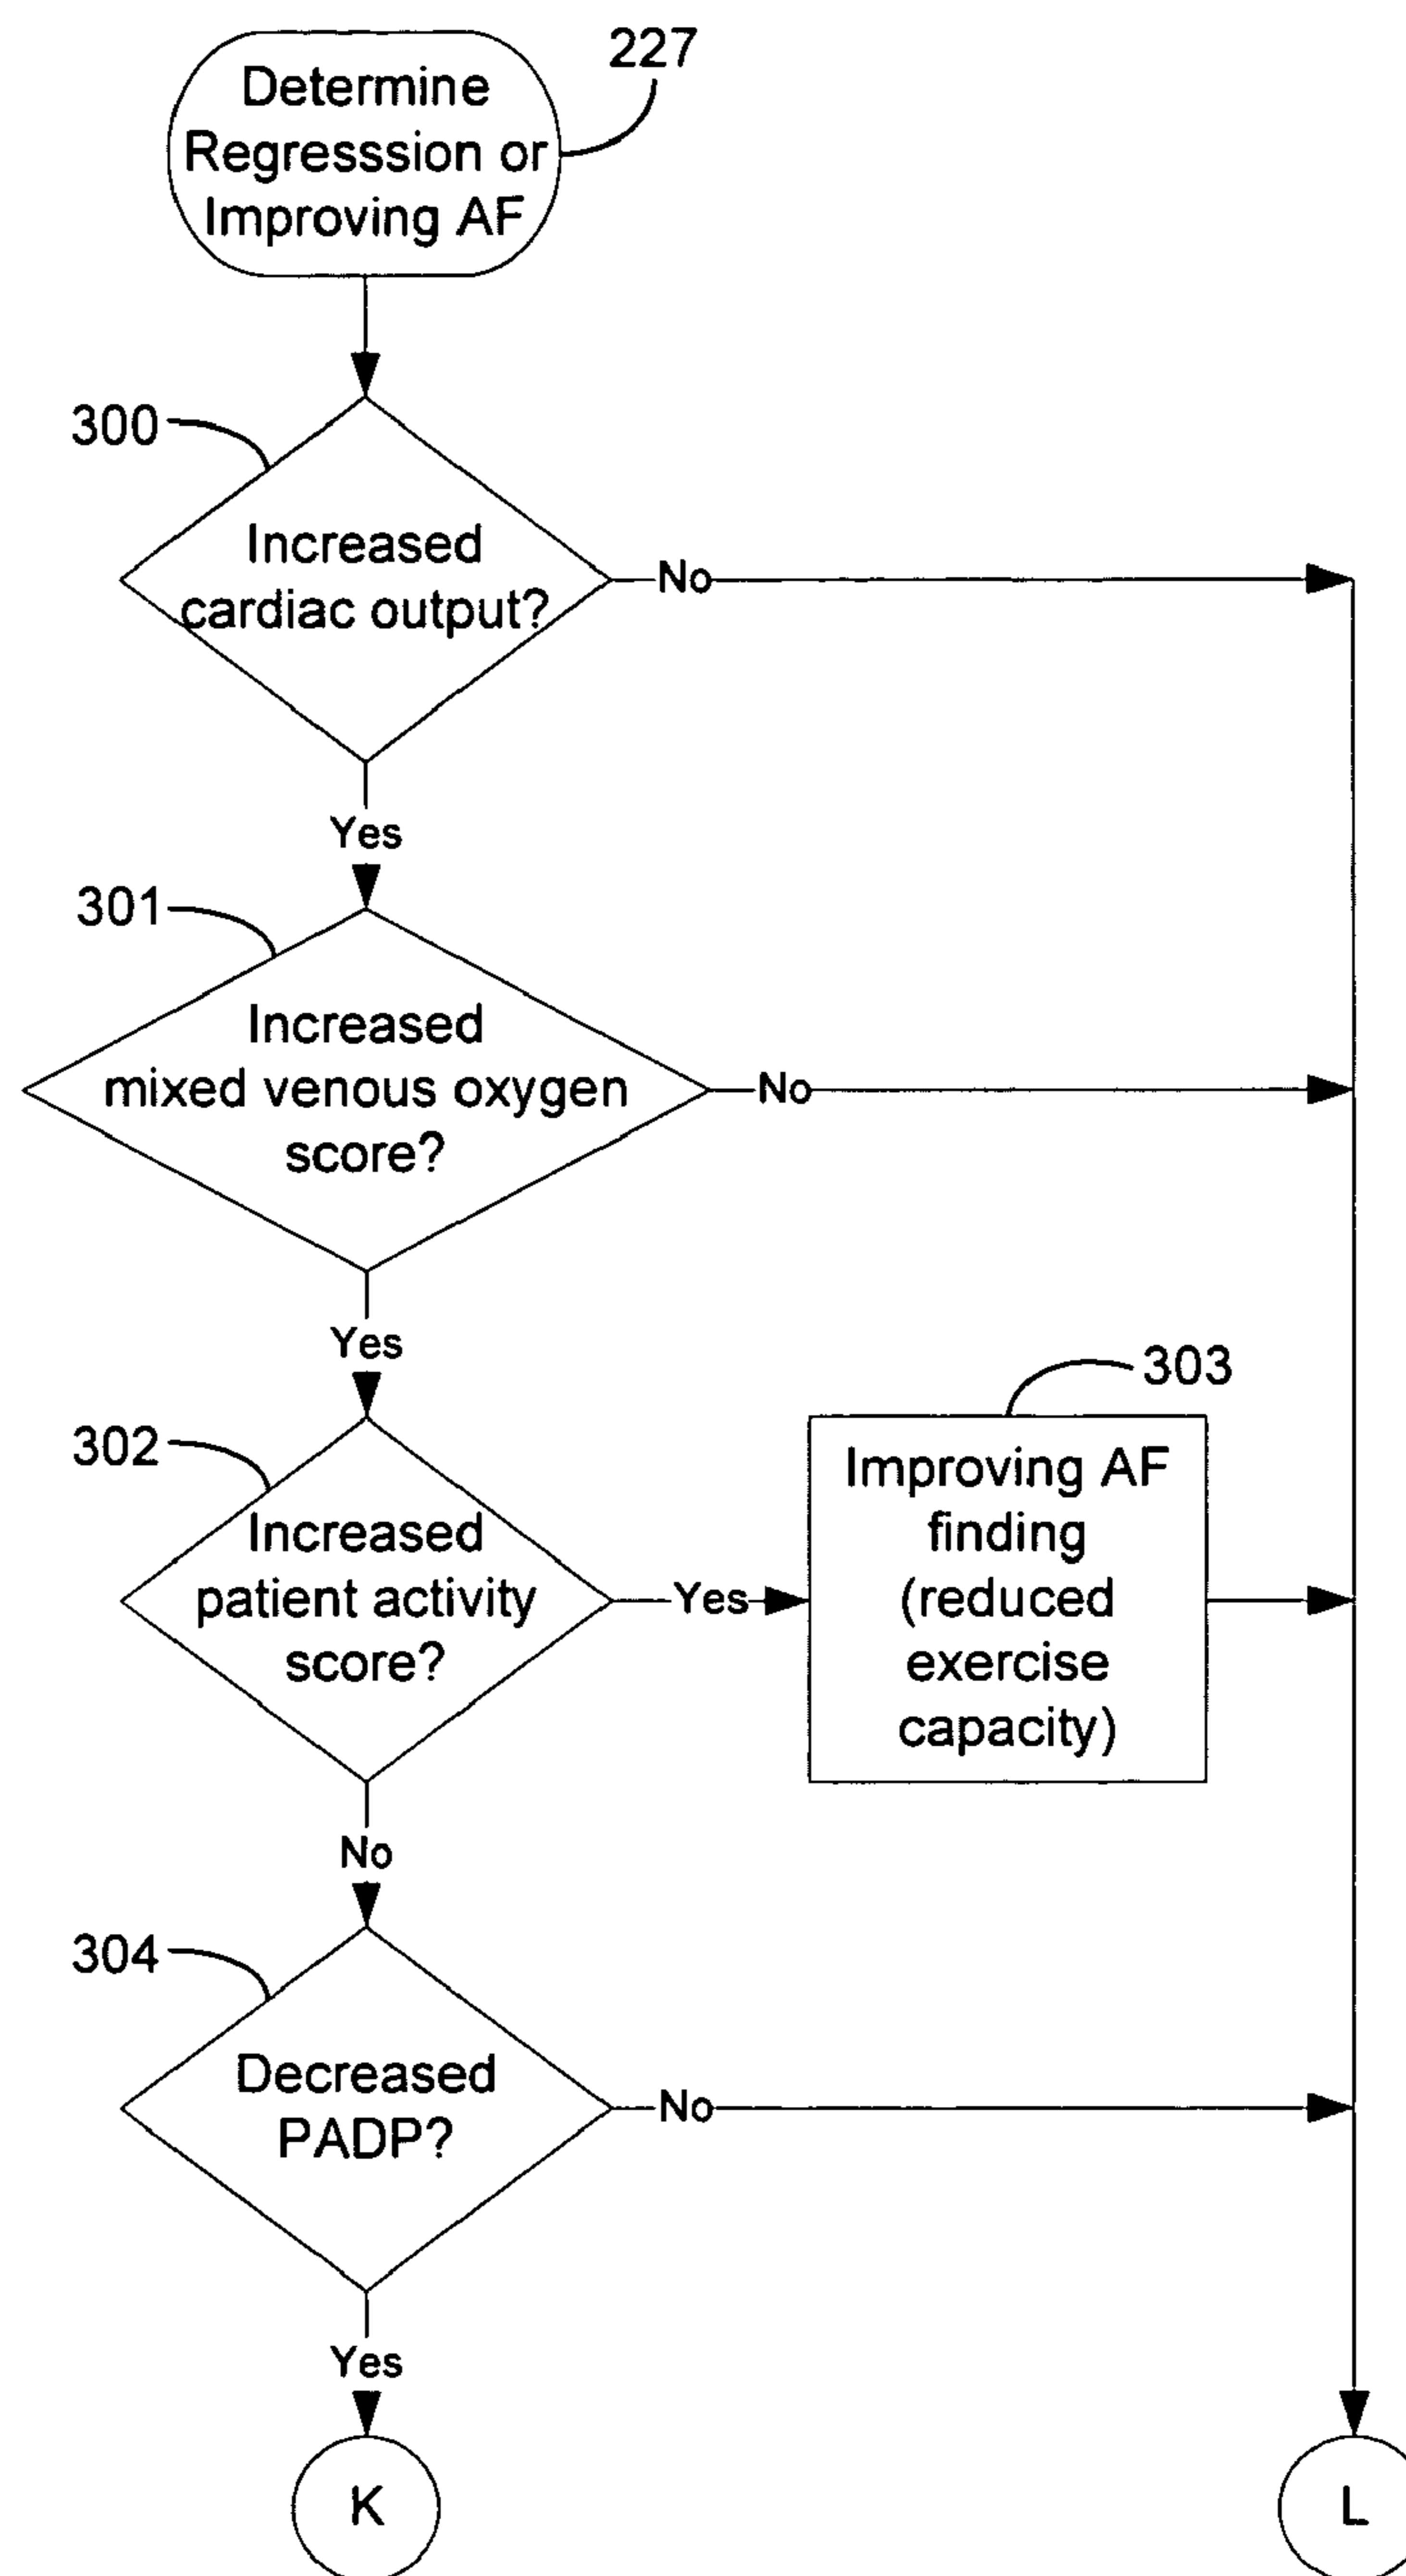 227
Determine
Regresssion or
Improving AF
300
Increased
cardiac output?
No
Yes
301
Increased
mixed venous oxygen
score?
No
Yes
303
302
Increased
patient activity
score?
Yes
Improving AF
finding
(reduced
exercise
capacity)
No
304
Decreased
PADP?
No
Yes
K
L